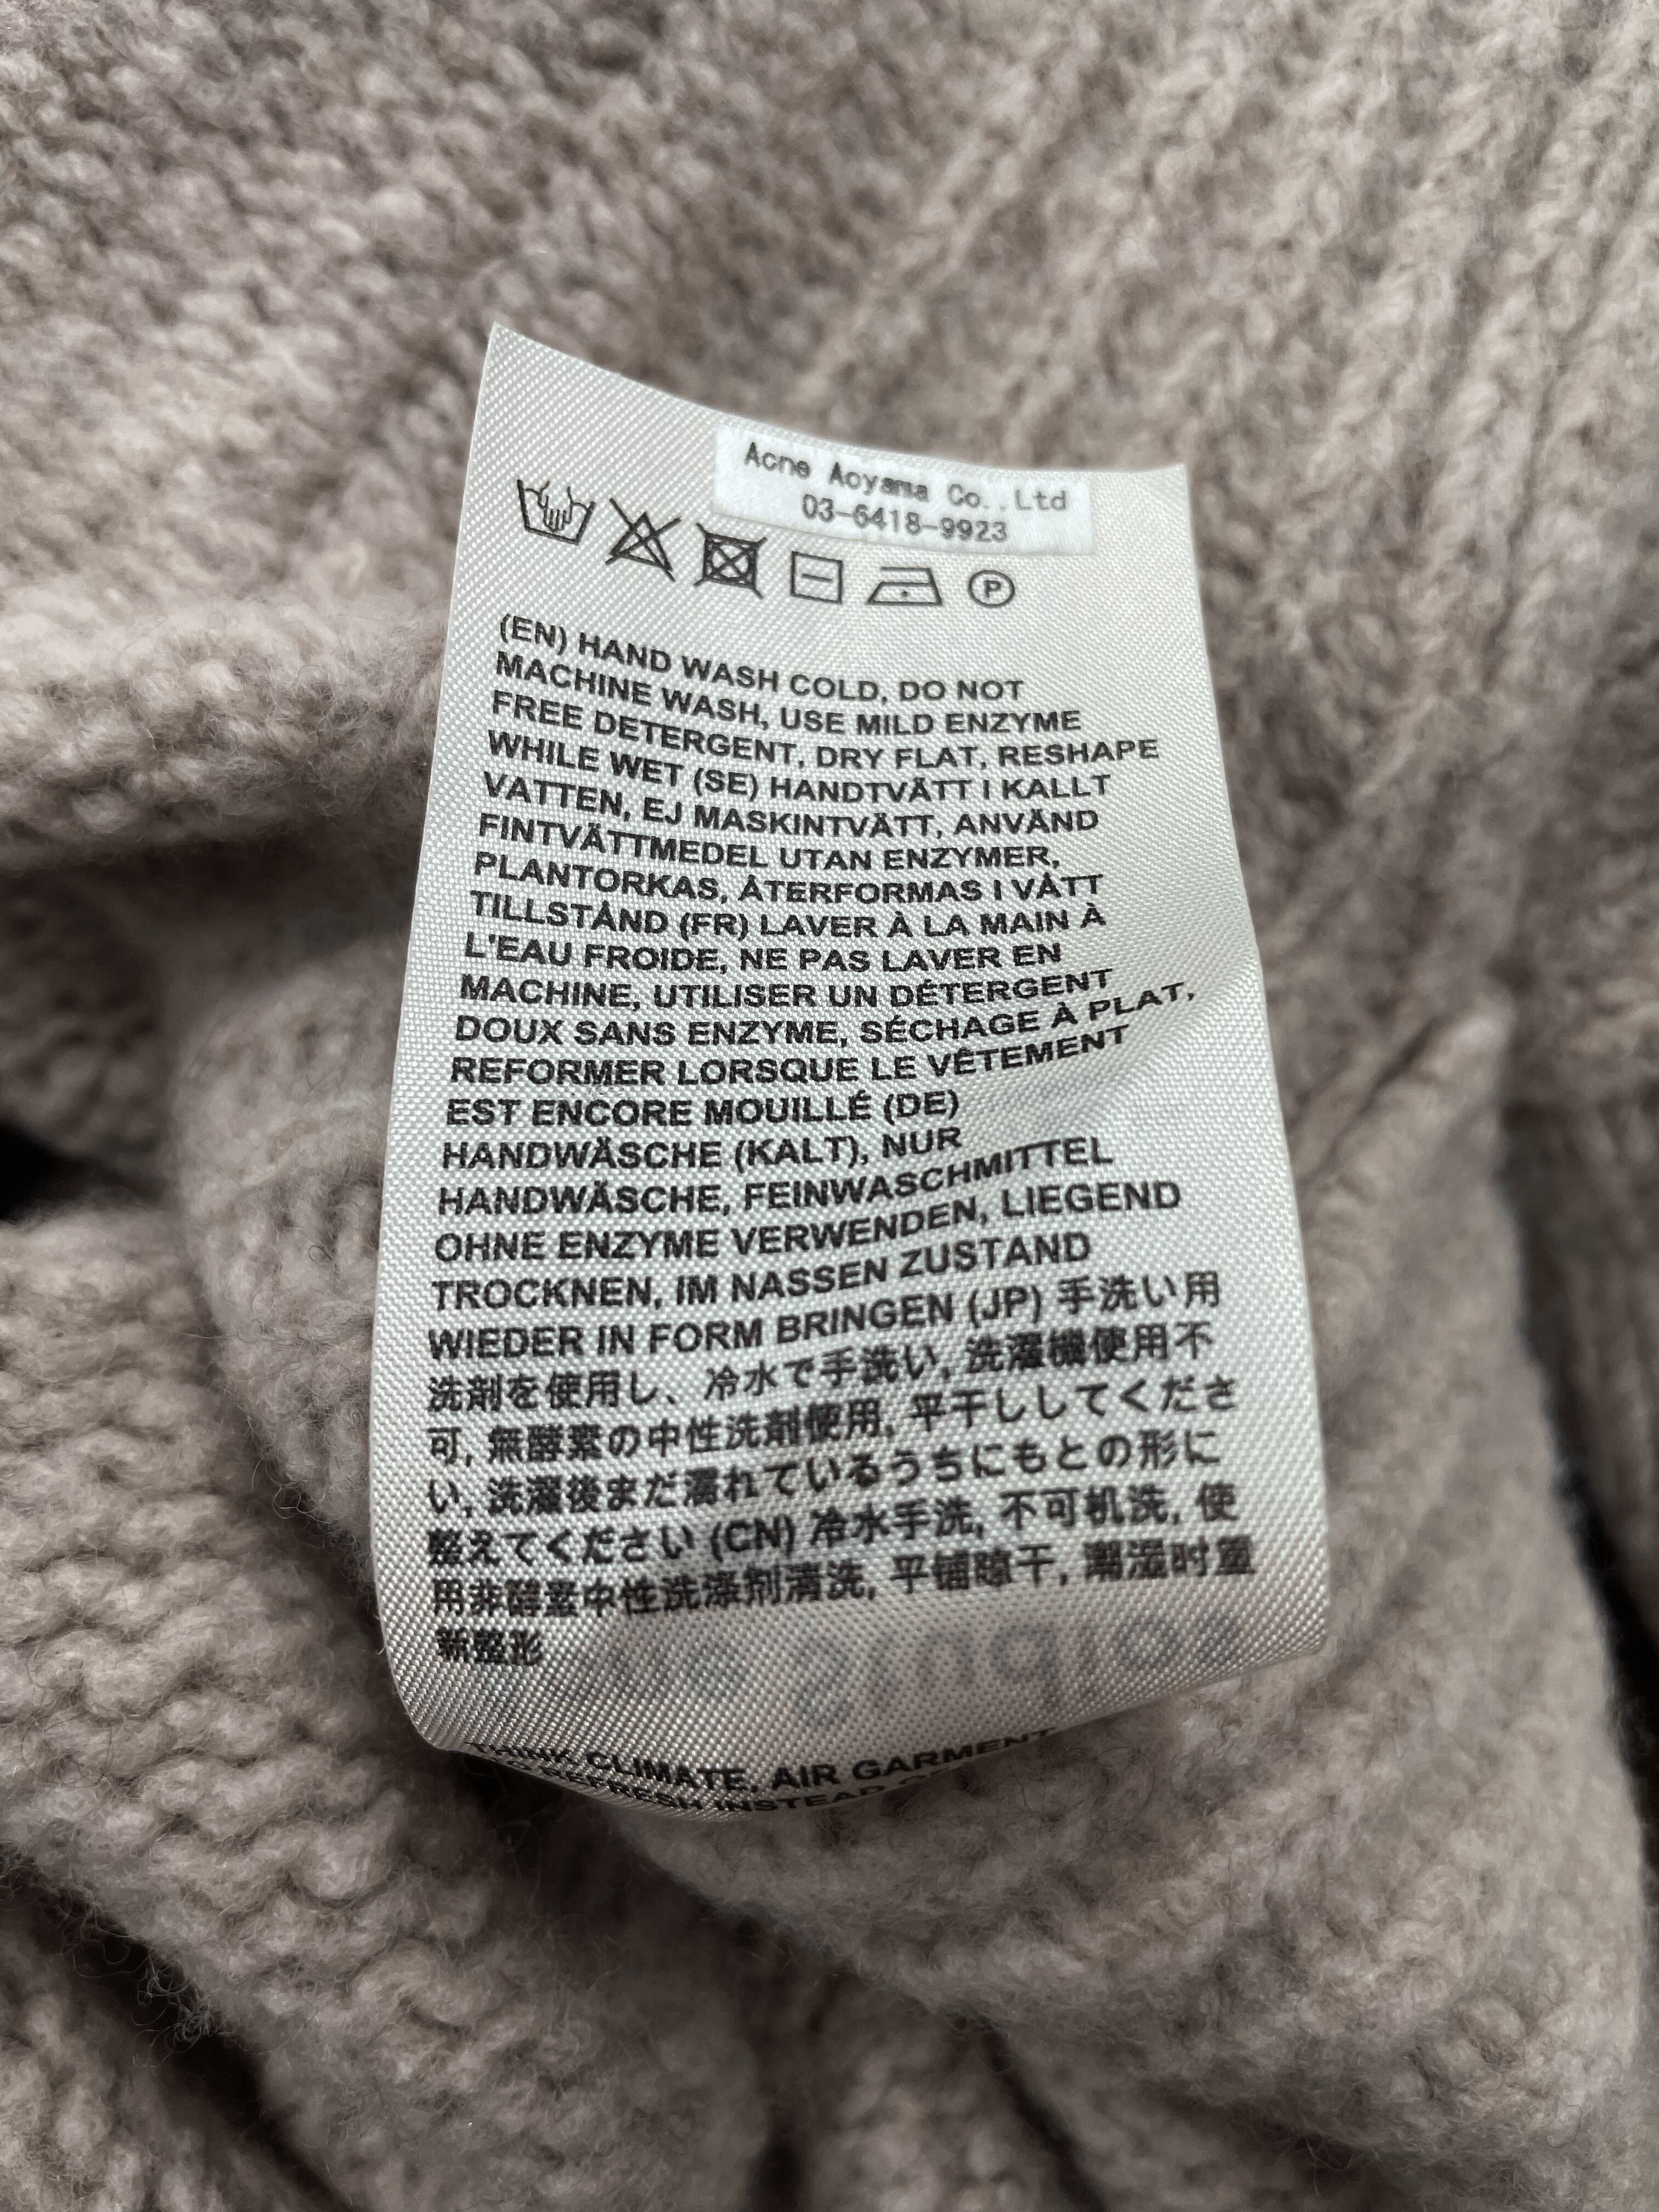 Acne Aoyama Co.,Ltd
03-6418-9923
P
(EN) HAND WASH COLD, DO NOT
MACHINE WASH, USE MILD ENZYME
FREE DETERGENT, DRY FLAT, RESHAPE
WHILE WET (SE) HANDTVÄTT I KALLT
VATTEN, EJ MASKINTVÄTT, ANVÄND
FINTVÄTTMEDEL UTAN ENZYMER,
PLANTORKAS, ÅTERFORMAS I VÅTT
TILLSTÅND (FR) LAVER À LA MAIN À
L'EAU FROIDE, NE PAS LAVER EN
MACHINE, UTILISER UN DÉTERGENT
DOUX SANS ENZYME, SÉCHAGE À PLAT,
REFORMER LORSQUE LE VÊTEMENT
EST ENCORE MOUILLÉ (DE)
HANDWÄSCHE (KALT), NUR
HANDWÄSCHE, FEINWASCHMITTEL
OHNE ENZYME VERWENDEN, LIEGEND
TROCKNEN, IM NASSEN ZUSTAND
WIEDER IN FORM BRINGEN (JP) 手洗い用
洗剤を使用し、冷水で手洗い, 洗濯機使用不
可, 無酵素の中性洗剤使用, 平干ししてくださ
い, 洗濯後まだ濡れているうちにもとの形に
整えてください (CN) 冷水手洗, 不可机洗, 使
用非酵素中性洗涤剂清洗, 平铺晾干, 潮湿时重
新整形
THINK CLIMATE, AIR GARMENT
REFRESH INSTEAD